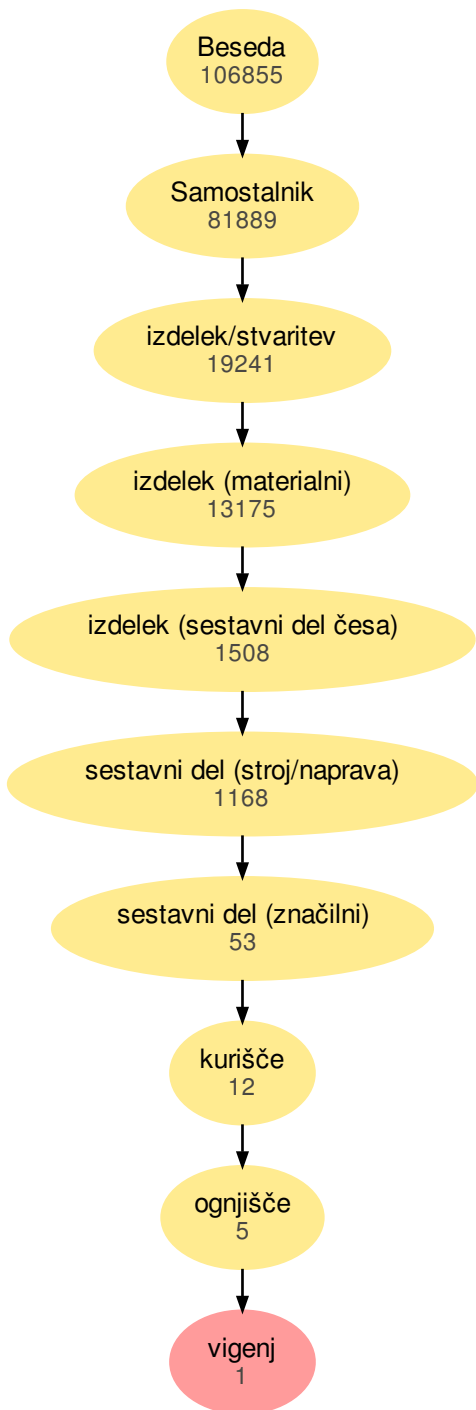 Beseda
106855
Samostalnik
81889
izdelek/stvaritev
19241
izdelek (materialni)
13175
izdelek (sestavni del česa)
1508
sestavni del (stroj/naprava)
1168
sestavni del (značilni)
53
kurišče
12
ognjišče
5
vigenj
1